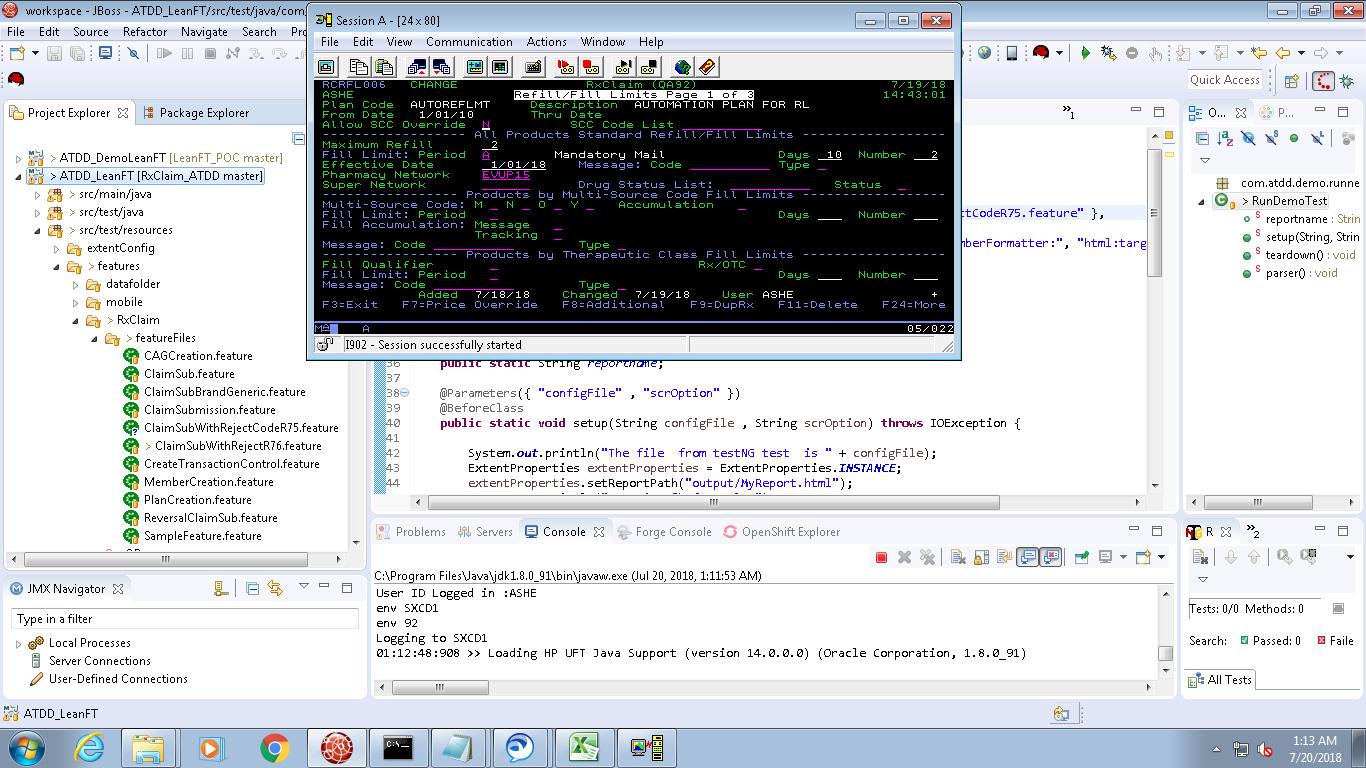 workspace - JBoss - ATDD_LeanFT/src/test/java/com
File Edit Source Refactor Navigate Search
Quick Access
Project Explorer
Package Explorer
> ATDD_DemoLeanFT [LeanFT_POC master]
> ATDD_LeanFT [RxClaim_ATDD master]
> src/main/java
> src/test/java
> src/test/resources
extentConfig
> features
datafolder
mobile
> RxClaim
> featureFiles
CAGCreation.feature
ClaimSub.feature
ClaimSubBrandGeneric.feature
ClaimSubmission.feature
ClaimSubWithRejectCodeR75.feature
> ClaimSubWithRejectR76.feature
CreateTransactionControl.feature
MemberCreation.feature
PlanCreation.feature
ReversalClaimSub.feature
SampleFeature.feature
Session A - [24 x 80]
File Edit View Communication Actions Window Help
RCRFL006 CHANGE RxClaim (QA92) 7/19/18
ASHE Refill/Fill Limits Page 1 of 3 14:43:01
Plan Code AUTOREFLMT Description AUTOMATION PLAN FOR RL
From Date 1/01/10 Thru Date
Allow SCC Override N SCC Code List
All Products Standard Refill/Fill Limits
Maximum Refill 2
Fill Limit: Period A Mandatory Mail Days 10 Number 2
Effective Date 1/01/18 Message: Code Type
Pharmacy Network EVUP15
Super Network Drug Status List: Status
Products by Multi-Source Code Fill Limits
Multi-Source Code: M _ N _ O _ Y _ Accumulation _
Fill Limit: Period Days Number
Fill Accumulation: Message
Tracking
Message: Code Type
Products by Therapeutic Class Fill Limits
Fill Qualifier Rx/OTC
Fill Limit: Period Days Number
Message: Code Type
Added 7/18/18 Changed 7/19/18 User ASHE +
F3=Exit F7=Price Override F8=Additional F9=DupRx F11=Delete F24=More
MA A 05/022
I902 - Session successfully started
ctCodeR75.feature" },
mberFormatter:", "html:targ
36 public static String reportname;
37
38 @Parameters({ "configFile" , "scrOption" })
39 @BeforeClass
40 public static void setup(String configFile , String scrOption) throws IOException {
41
42 System.out.println("The file from testNG test is " + configFile);
43 ExtentProperties extentProperties = ExtentProperties.INSTANCE;
44 extentProperties.setReportPath("output/MyReport.html");
O...
P...
com.atdd.demo.runne
> RunDemoTest
reportname : Strin
setup(String, Strin
teardown() : void
parser() : void
JMX Navigator
Type in a filter
Local Processes
Server Connections
User-Defined Connections
Problems Servers Console Forge Console OpenShift Explorer
C:\Program Files\Java\jdk1.8.0_91\bin\javaw.exe (Jul 20, 2018, 1:11:53 AM)
User ID Logged in :ASHE
env SXCD1
env 92
Logging to SXCD1
01:12:48:908 >> Loading HP UFT Java Support (version 14.0.0.0) (Oracle Corporation, 1.8.0_91)
R
Tests: 0/0 Methods: 0
Search: Passed: 0 Faile
All Tests
ATDD_LeanFT
1:13 AM
7/20/2018